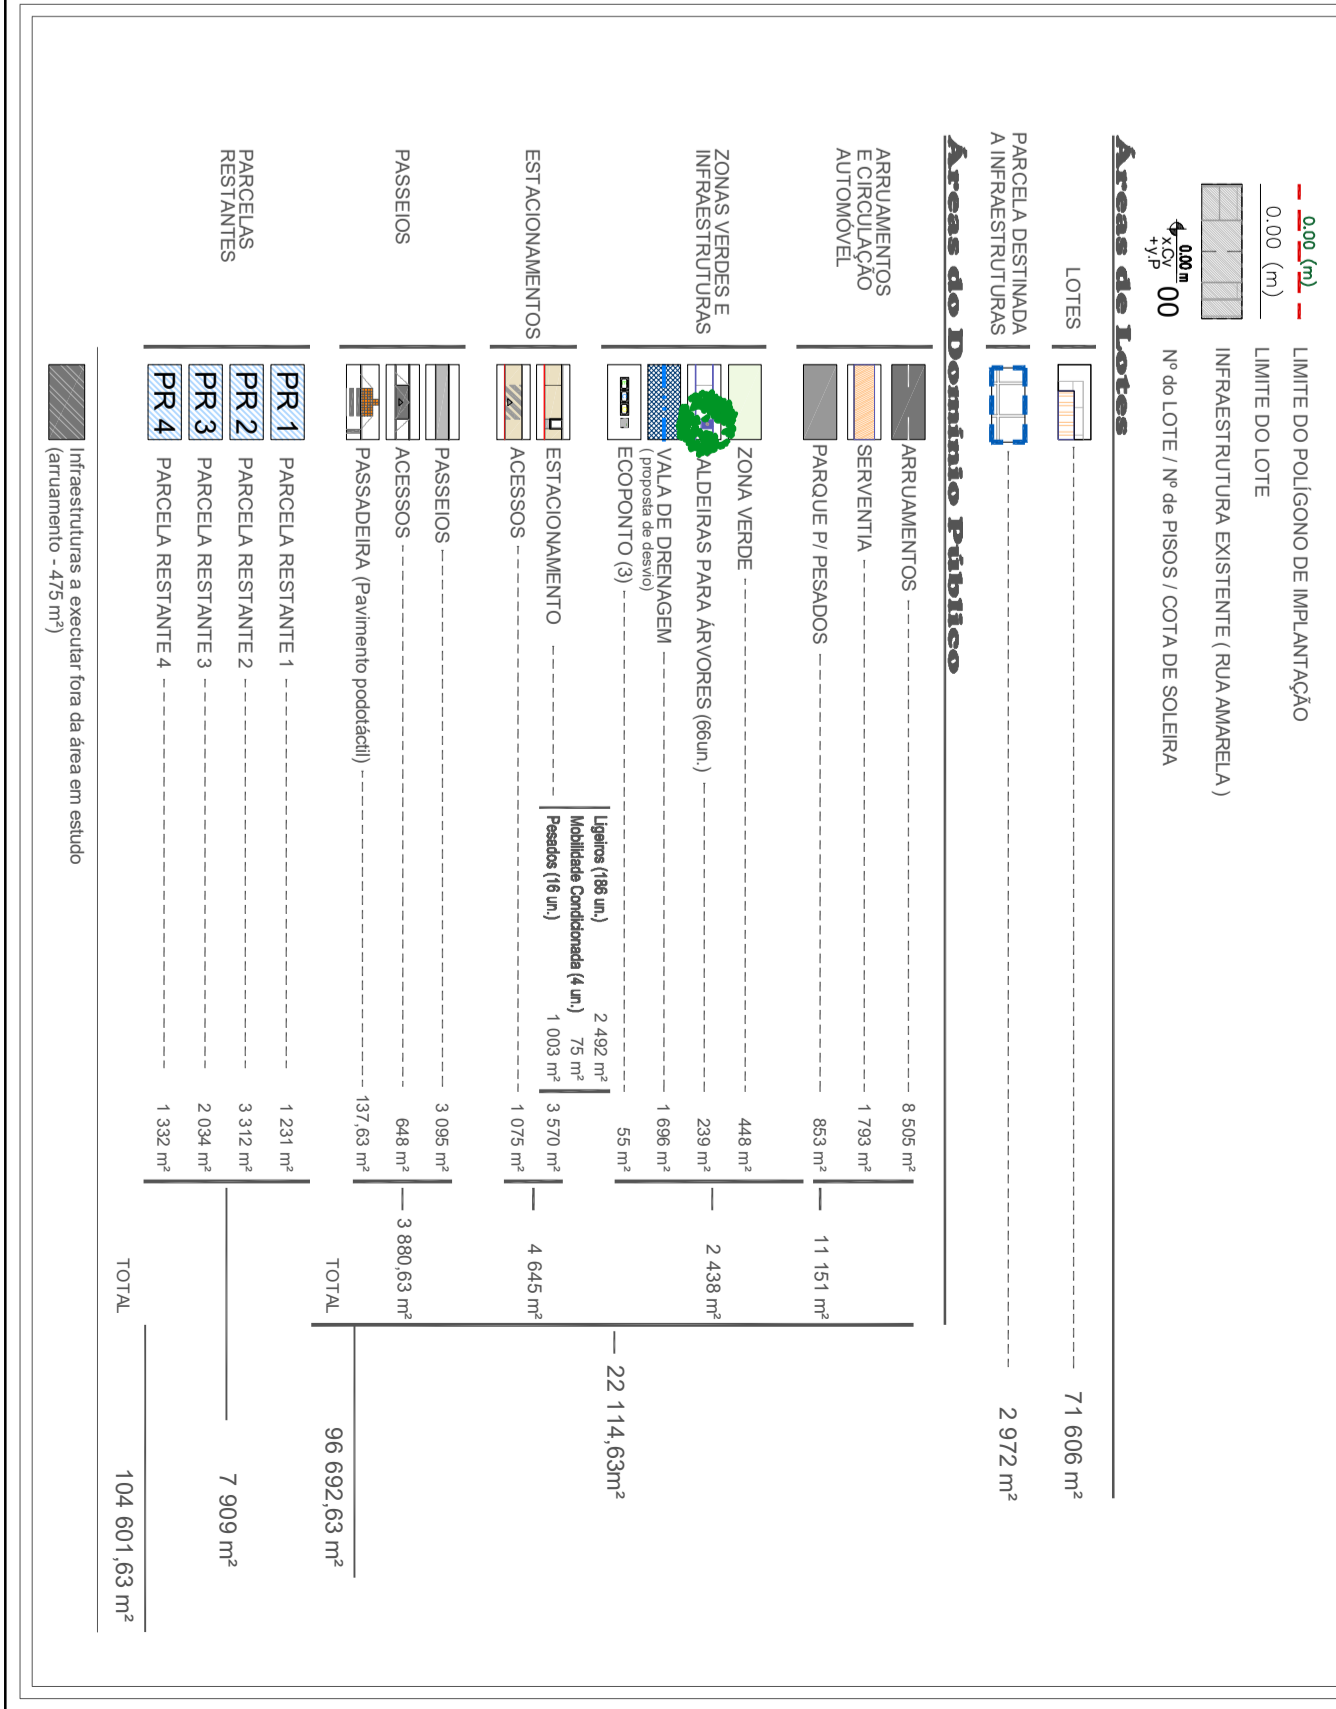 0.00 (m)
LIMITE DO POLÍGONO DE IMPLANTAÇÃO
0.00 (m)
LIMITE DO LOTE
INFRAESTRUTURA EXISTENTE ( RUA AMARELA )
0.00 m
x.Cv
+y.P
00
Nº do LOTE / Nº de PISOS / COTA DE SOLEIRA
Áreas de Lotes
LOTES 71 606 m²
PARCELA DESTINADA
A INFRAESTRUTURAS
2 972 m²
Áreas do Domínio Público
ARRUAMENTOS
E CIRCULAÇÃO
AUTOMÓVEL
ARRUAMENTOS 8 505 m²
SERVENTIA 1 793 m²
PARQUE P/ PESADOS 853 m²
11 151 m²
ZONAS VERDES E
INFRAESTRUTURAS
ZONA VERDE 448 m²
ALDEIRAS PARA ÁRVORES (66un.) 239 m²
VALA DE DRENAGEM 1 696 m²
( proposta de desvio)
ECOPONTO (3) 55 m²
2 438 m²
ESTACIONAMENTOS
ESTACIONAMENTO
Ligeiros (186 un.) 2 492 m²
Mobilidade Condicionada (4 un.) 75 m²
Pesados (16 un.) 1 003 m²
3 570 m²
ACESSOS 1 075 m²
4 645 m²
PASSEIOS
PASSEIOS 3 095 m²
ACESSOS 648 m²
PASSADEIRA (Pavimento podotáctil) 137,63 m²
3 880,63 m²
22 114,63m²
TOTAL 96 692,63 m²
PARCELAS
RESTANTES
PR 1 PARCELA RESTANTE 1 1 231 m²
PR 2 PARCELA RESTANTE 2 3 312 m²
PR 3 PARCELA RESTANTE 3 2 034 m²
PR 4 PARCELA RESTANTE 4 1 332 m²
7 909 m²
TOTAL 104 601,63 m²
Infraestruturas a executar fora da área em estudo
(arruamento - 475 m²)